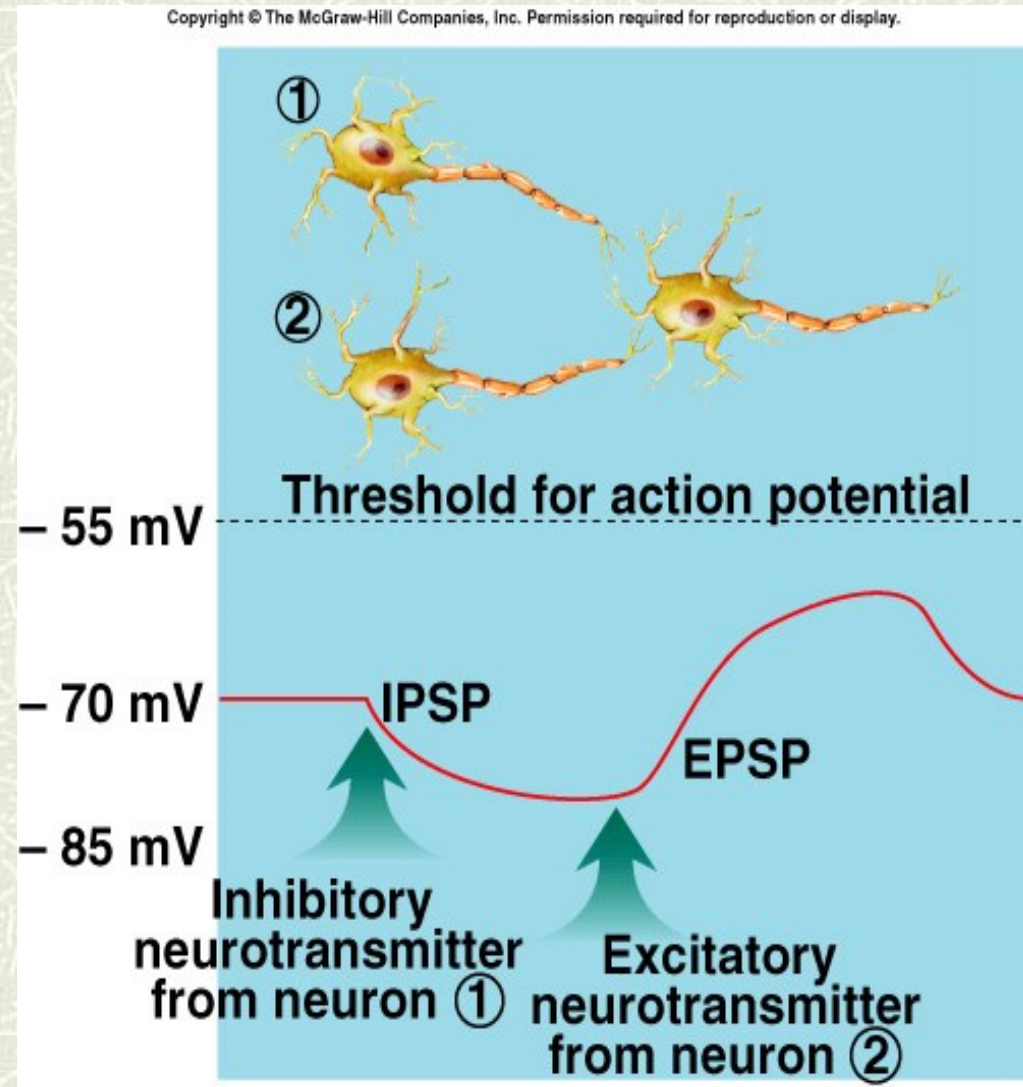 Copyright © The McGraw-Hill Companies, Inc. Permission required for reproduction or display.
①
②
Threshold for action potential
– 55 mV
– 70 mV
IPSP
EPSP
– 85 mV
Inhibitory
neurotransmitter
from neuron ①
Excitatory
neurotransmitter
from neuron ②